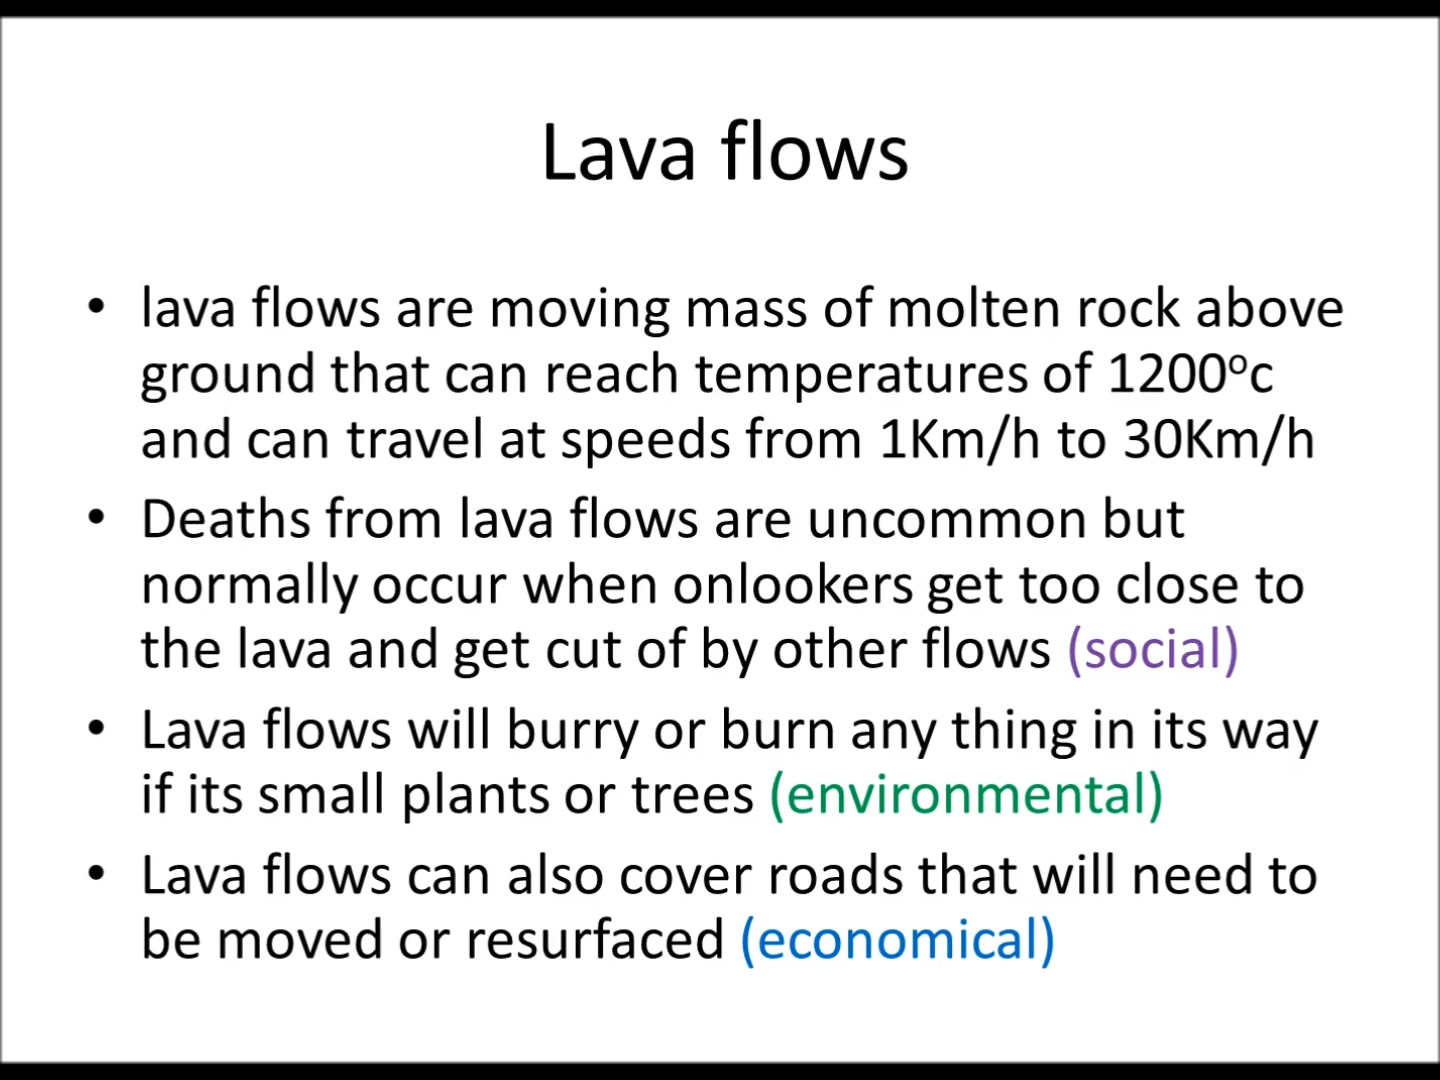 Lava flows
• lava flows are moving mass of molten rock above
ground that can reach temperatures of 1200ºc
and can travel at speeds from 1Km/h to 30Km/h
• Deaths from lava flows are uncommon but
normally occur when onlookers get too close to
the lava and get cut of by other flows (social)
• Lava flows will burry or burn any thing in its way
if its small plants or trees (environmental)
• Lava flows can also cover roads that will need to
be moved or resurfaced (economical)